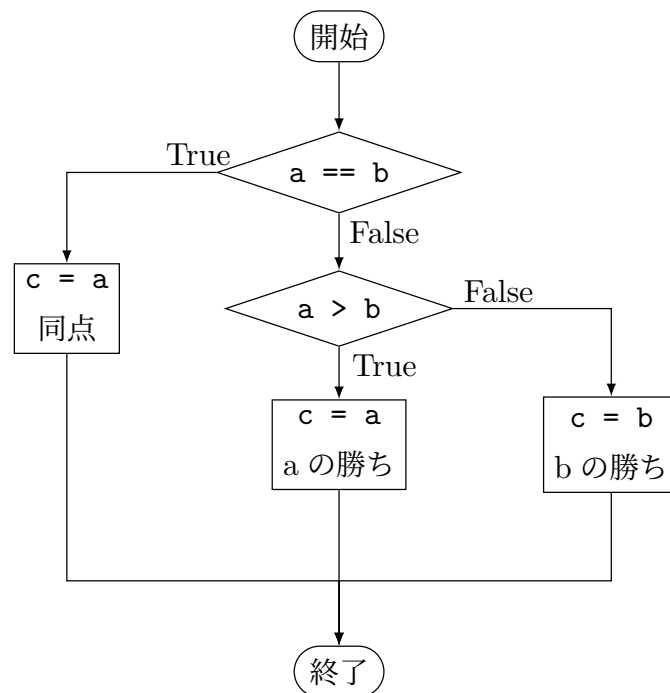 開始
True
a == b
False
c = a
同点
a > b
False
True
c = a
a の勝ち
c = b
b の勝ち
終了